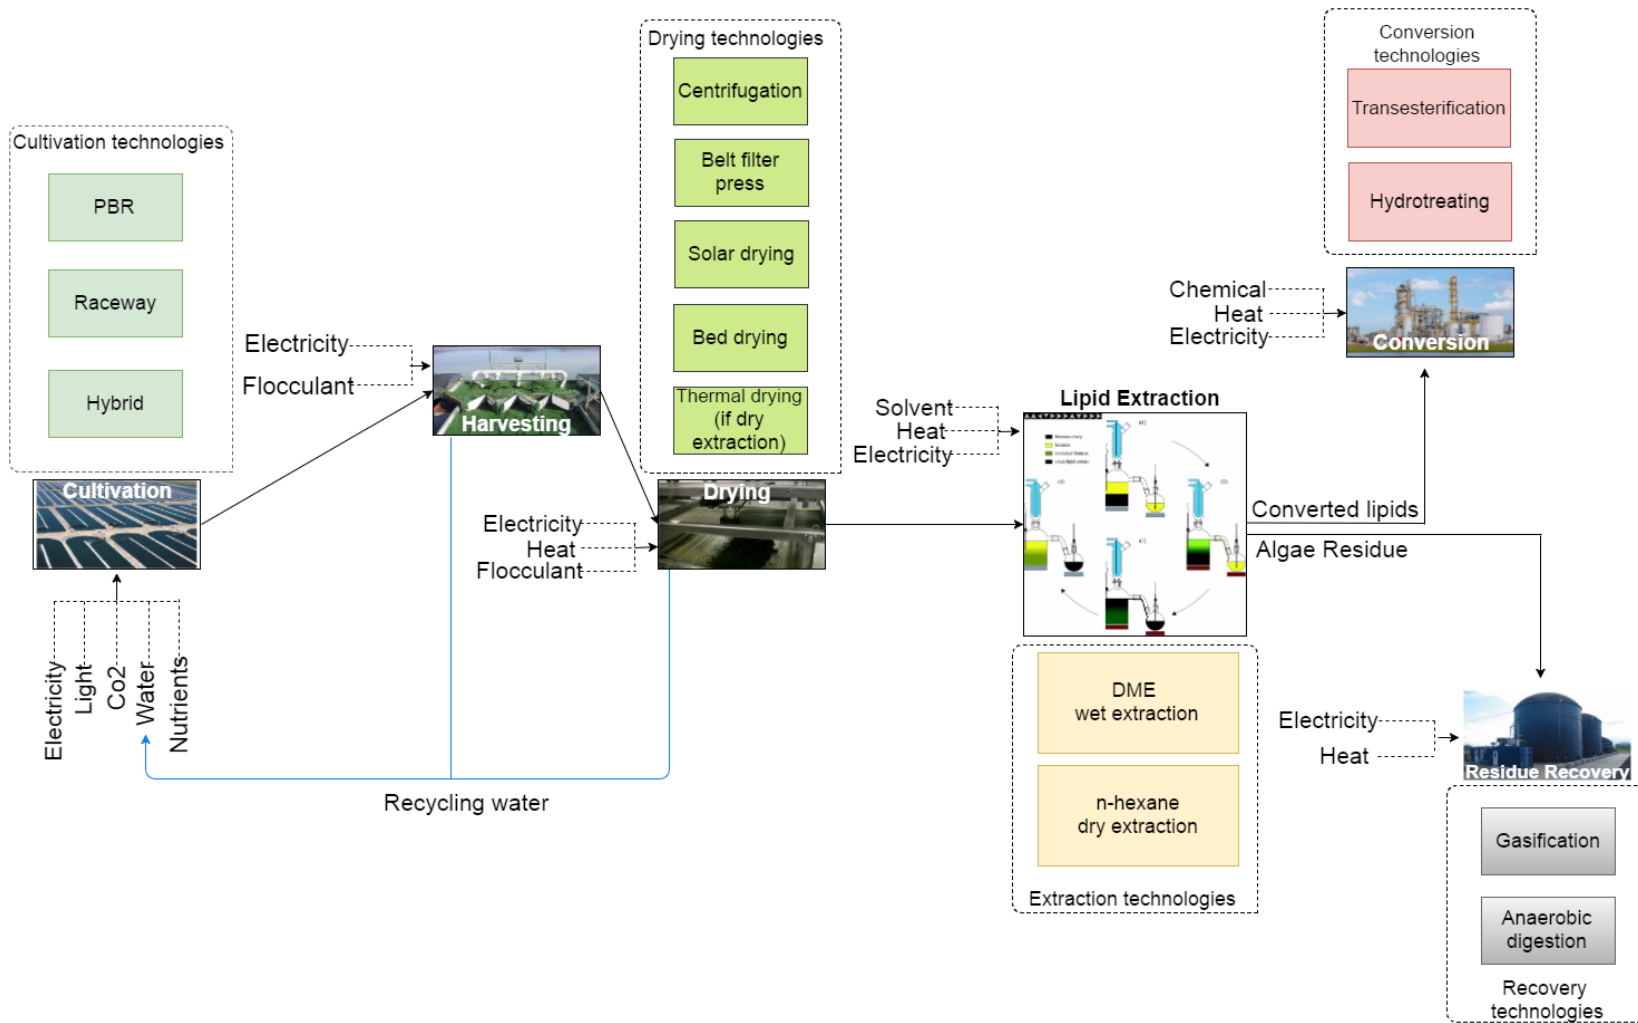 Cultivation technologies
PBR
Raceway
Hybrid
Cultivation
Electricity
Light
Co2
Water
Nutrients
Recycling water
Electricity
Flocculant
Harvesting
Drying technologies
Centrifugation
Belt filter
press
Solar drying
Bed drying
Thermal drying
(if dry
extraction)
Drying
Electricity
Heat
Flocculant
Solvent
Heat
Electricity
Lipid Extraction
DME
wet extraction
n-hexane
dry extraction
Extraction technologies
Converted lipids
Algae Residue
Conversion
technologies
Transesterification
Hydrotreating
Chemical
Heat
Electricity
Conversion
Electricity
Heat
Residue Recovery
Gasification
Anaerobic
digestion
Recovery
technologies